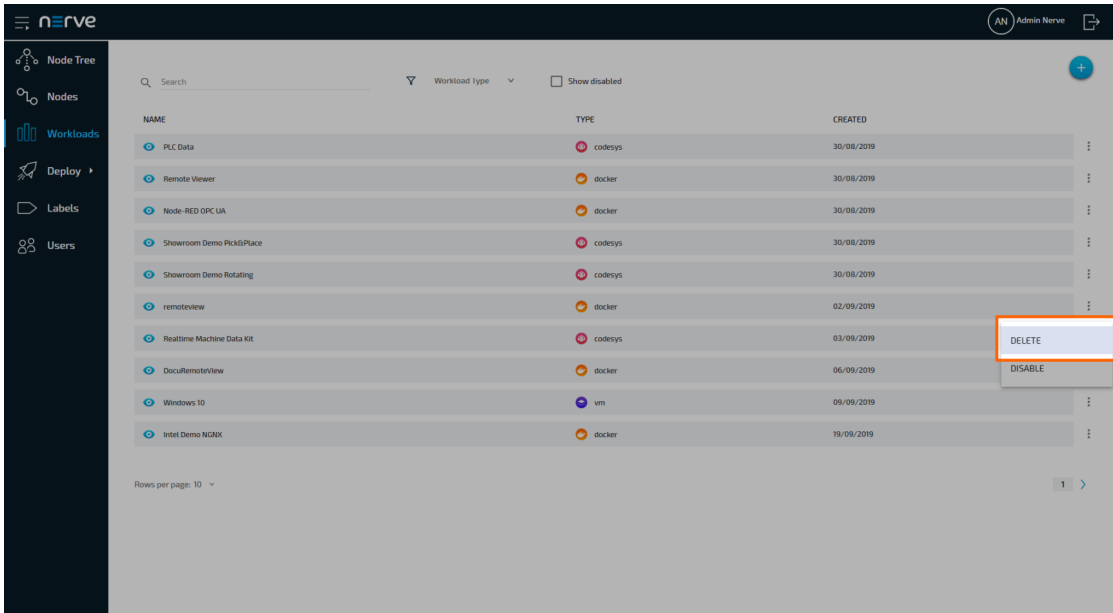 nerve
AN Admin Nerve
Node Tree
Nodes
Workloads
Deploy
Labels
Users
Search Workload Type Show disabled
+
NAME TYPE CREATED
PLC Data codesys 30/08/2019
Remote Viewer docker 30/08/2019
Node-RED OPC UA docker 30/08/2019
Showroom Demo Pick&Place codesys 30/08/2019
Showroom Demo Rotating codesys 30/08/2019
remoteview docker 02/09/2019
Realtime Machine Data Kit codesys 03/09/2019
DELETE
DocuRemoteView docker 06/09/2019
DISABLE
Windows 10 vm 09/09/2019
Intel Demo NGNX docker 19/09/2019
Rows per page: 10 1